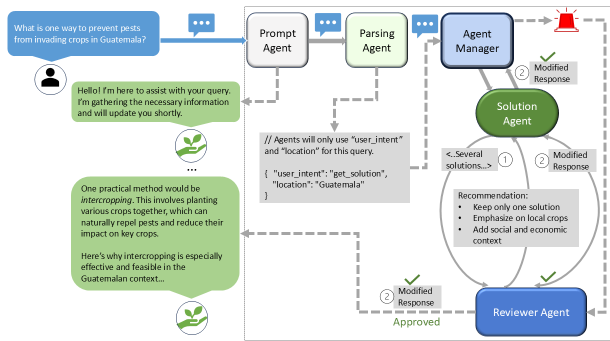 What is one way to prevent pests
from invading crops in Guatemala?
Prompt
Agent
Parsing
Agent
Agent
Manager
Hello! I'm here to assist with your query.
I'm gathering the necessary information
and will update you shortly.
...
// Agents will only use "user_intent"
and "location" for this query.
{ "user_intent": "get_solution",
"location": "Guatemala"
}
2
Modified
Response
Solution
Agent
<..Several
solutions...>
1
2
Modified
Response
Recommendation:
• Keep only one solution
• Emphasize on local crops
• Add social and economic
context
One practical method would be
intercropping. This involves planting
various crops together, which can
naturally repel pests and reduce their
impact on key crops.
Here's why intercropping is especially
effective and feasible in the
Guatemalan context...
2
Modified
Response
Approved
Reviewer Agent